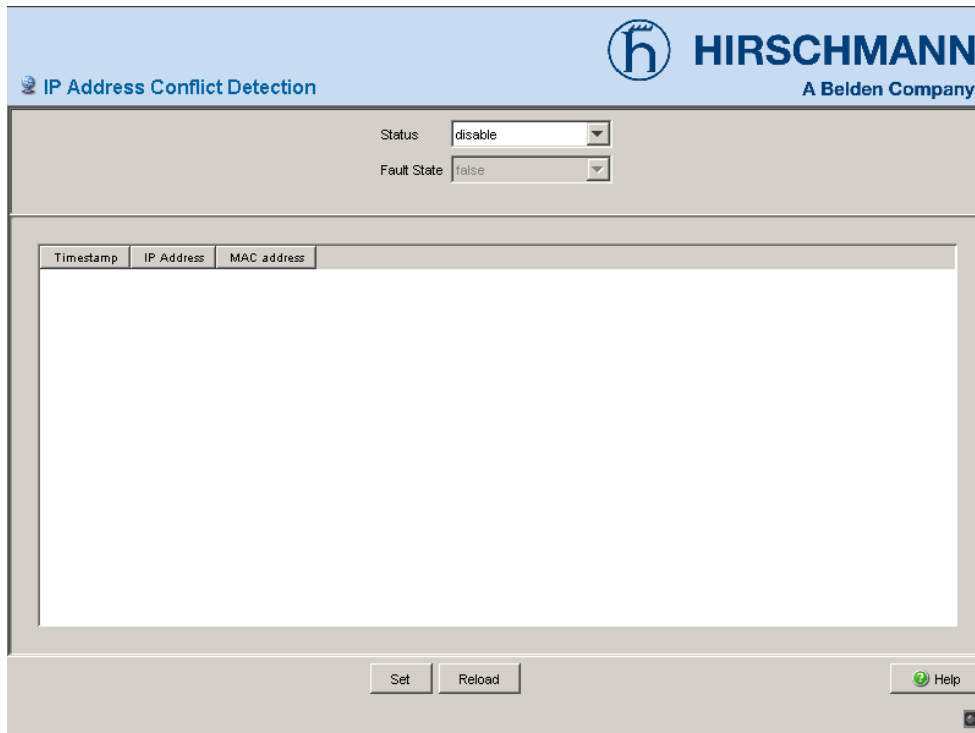 HIRSCHMANN
IP Address Conflict Detection
A Belden Company
Status disable
Fault State false
Timestamp IP Address MAC address
Set Reload Help